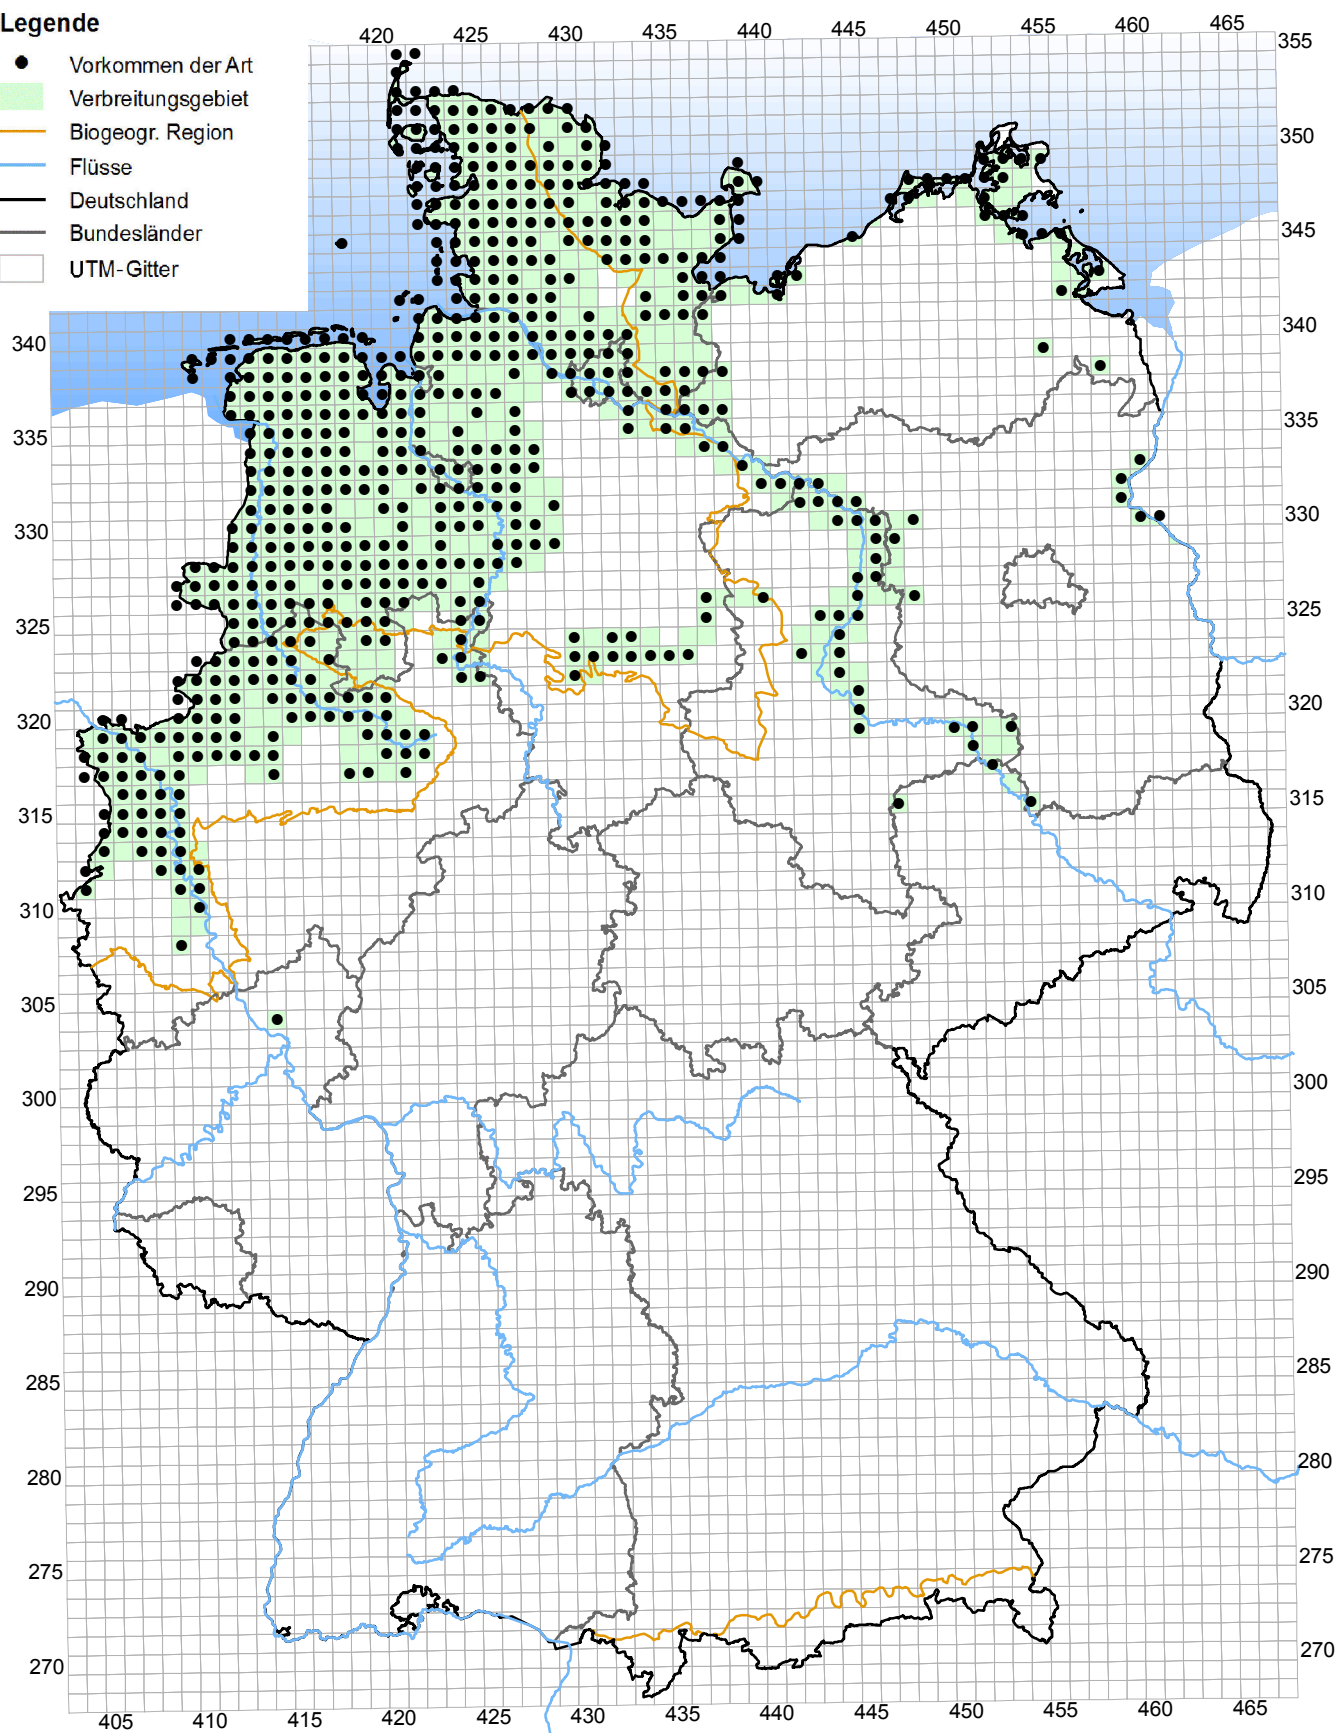 Legende
Vorkommen der Art
Verbreitungsgebiet
Biogeogr. Region
Flüsse
Deutschland
Bundesländer
UTM-Gitter
420 425 430 435 440 445 450 455 460 465
355
350
345
340 340
335 335
330 330
325 325
320 320
315 315
310 310
305 305
300 300
295 295
290 290
285 285
280 280
275 275
270 270
405 410 415 420 425 430 435 440 445 450 455 460 465